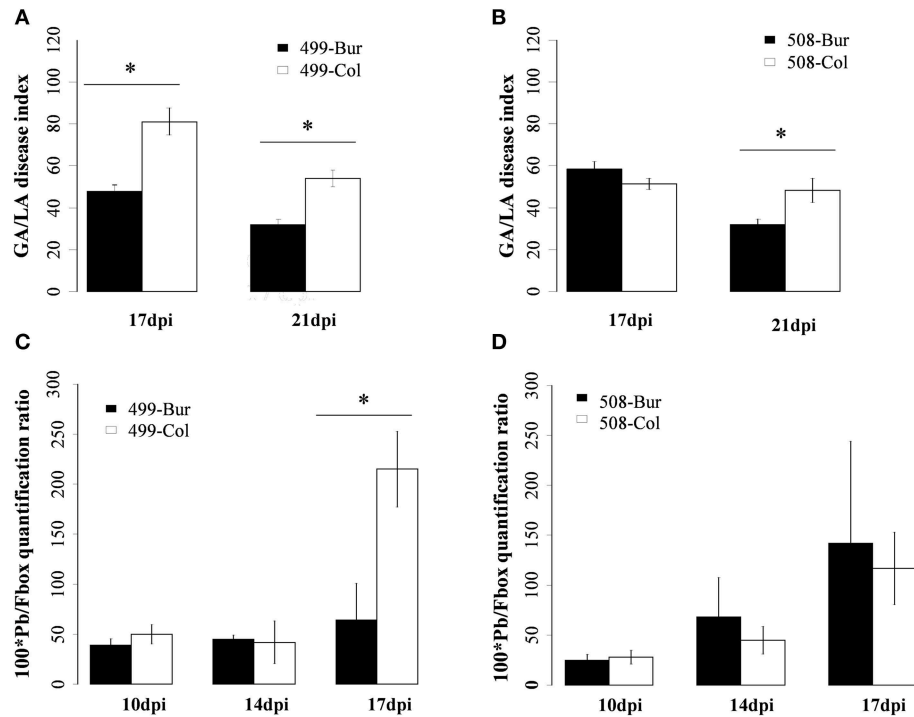 A
GA/LA disease index
0 20 40 60 80 100 120
499-Bur
499-Col
*
*
17dpi 21dpi
B
GA/LA disease index
0 20 40 60 80 100 120
508-Bur
508-Col
*
17dpi 21dpi
C
100*Pb/Fbox quantification ratio
0 50 100 150 200 250 300
499-Bur
499-Col
*
10dpi 14dpi 17dpi
D
100*Pb/Fbox quantification ratio
0 50 100 150 200 250 300
508-Bur
508-Col
10dpi 14dpi 17dpi